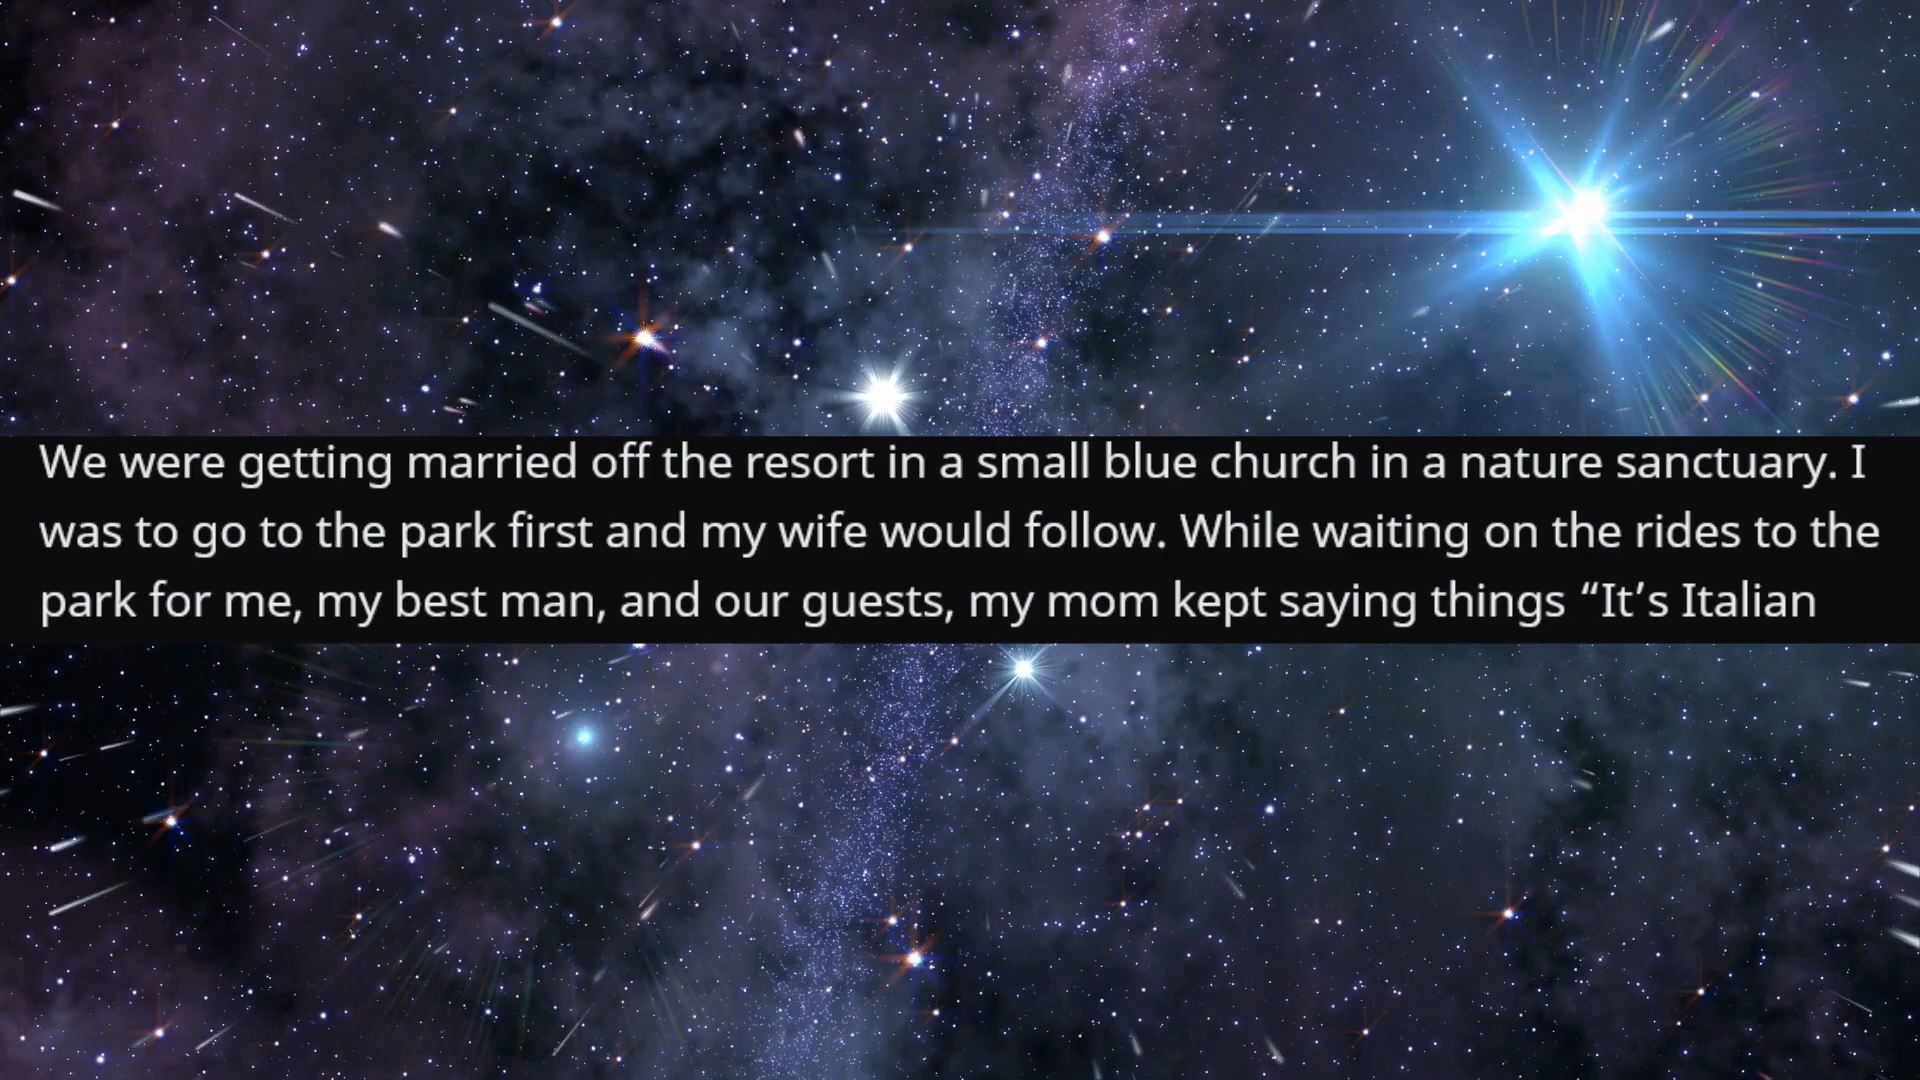 We were getting married off the resort in a small blue church in a nature sanctuary. I
was to go to the park first and my wife would follow. While waiting on the rides to the
park for me, my best man, and our guests, my mom kept saying things “It’s Italian